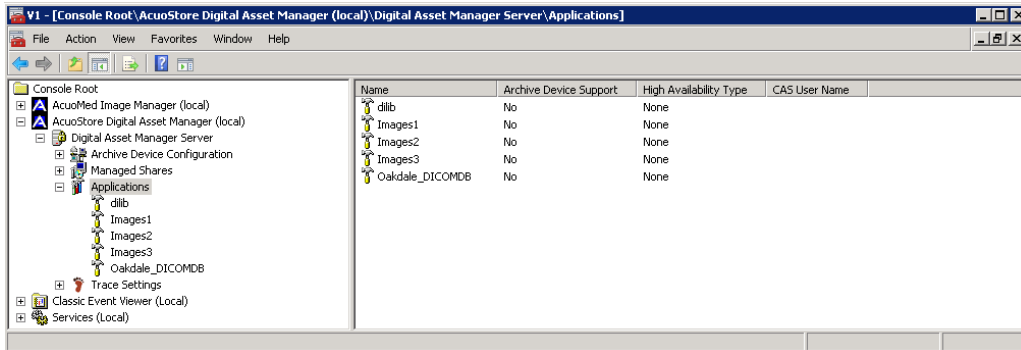 V1 - [Console Root\AcuoStore Digital Asset Manager (local)\Digital Asset Manager Server\Applications]
File Action View Favorites Window Help
Console Root
AcuoMed Image Manager (local)
AcuoStore Digital Asset Manager (local)
Digital Asset Manager Server
Archive Device Configuration
Managed Shares
Applications
dilib
Images1
Images2
Images3
Oakdale_DICOMDB
Trace Settings
Classic Event Viewer (Local)
Services (Local)
Name Archive Device Support High Availability Type CAS User Name
dilib No None
Images1 No None
Images2 No None
Images3 No None
Oakdale_DICOMDB No None